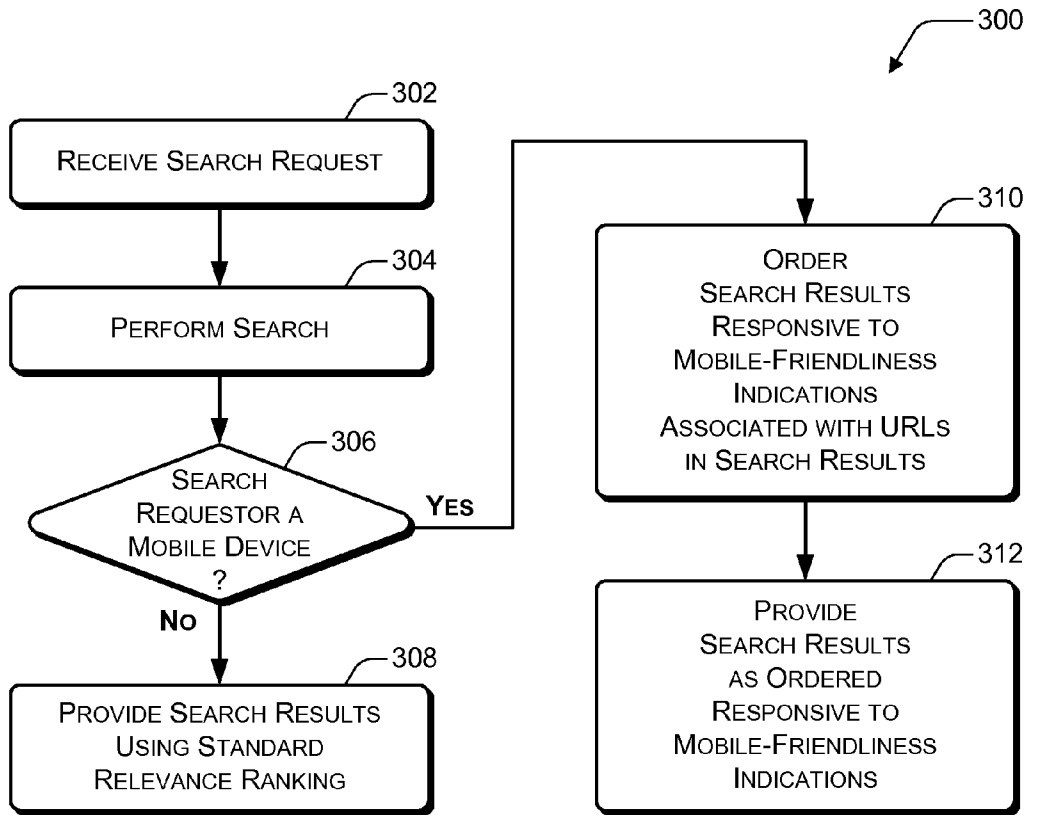 300
302
RECEIVE SEARCH REQUEST
304
PERFORM SEARCH
306
SEARCH
REQUESTOR A
MOBILE DEVICE
?
YES
NO
308
PROVIDE SEARCH RESULTS
USING STANDARD
RELEVANCE RANKING
310
ORDER
SEARCH RESULTS
RESPONSIVE TO
MOBILE-FRIENDLINESS
INDICATIONS
ASSOCIATED WITH URLS
IN SEARCH RESULTS
312
PROVIDE
SEARCH RESULTS
AS ORDERED
RESPONSIVE TO
MOBILE-FRIENDLINESS
INDICATIONS